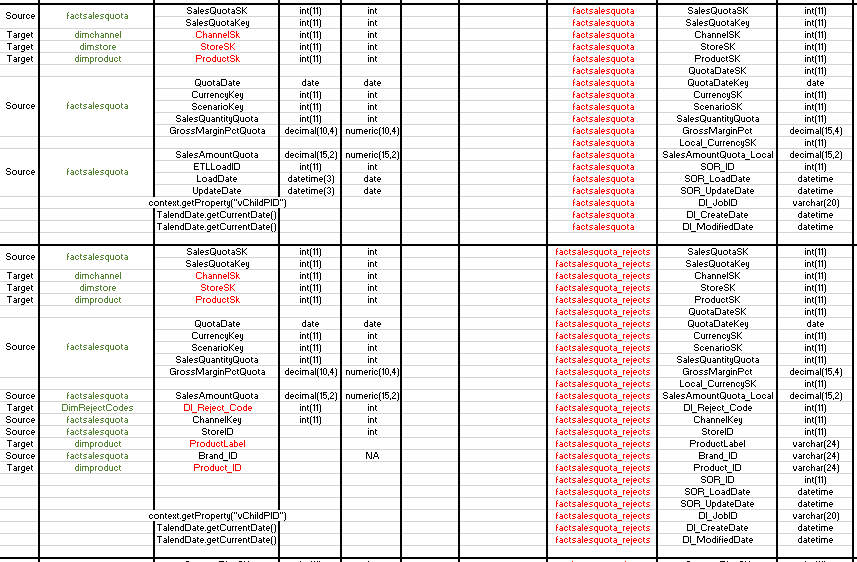 Source factsalesquota SalesQuotaSK int(11) int factsalesquota SalesQuotaSK int(11)
SalesQuotaKey int(11) int factsalesquota SalesQuotaKey int(11)
Target dimchannel ChannelSk int(11) int factsalesquota ChannelSK int(11)
Target dimstore StoreSK int(11) int factsalesquota StoreSK int(11)
Target dimproduct ProductSk int(11) int factsalesquota ProductSK int(11)
factsalesquota QuotaDateSK int(11)
QuotaDate date date factsalesquota QuotaDateKey date
CurrencyKey int(11) int factsalesquota CurrencySK int(11)
Source factsalesquota ScenarioKey int(11) int factsalesquota ScenarioSK int(11)
SalesQuantityQuota int(11) int factsalesquota SalesQuantityQuota int(11)
GrossMarginPctQuota decimal(10,4) numeric(10,4) factsalesquota GrossMarginPct decimal(15,4)
factsalesquota Local_CurrencySK int(11)
SalesAmountQuota decimal(15,2) numeric(15,2) factsalesquota SalesAmountQuota_Local decimal(15,2)
ETLLoadID int(11) int factsalesquota SOR_ID int(11)
Source factsalesquota LoadDate datetime(3) date factsalesquota SOR_LoadDate datetime
UpdateDate datetime(3) date factsalesquota SOR_UpdateDate datetime
context.getProperty("vChildPID") factsalesquota DI_JobID varchar(20)
TalendDate.getCurrentDate() factsalesquota DI_CreateDate datetime
TalendDate.getCurrentDate() factsalesquota DI_ModifiedDate datetime
Source factsalesquota SalesQuotaSK int(11) int factsalesquota_rejects SalesQuotaSK int(11)
SalesQuotaKey int(11) int factsalesquota_rejects SalesQuotaKey int(11)
Target dimchannel ChannelSk int(11) int factsalesquota_rejects ChannelSK int(11)
Target dimstore StoreSK int(11) int factsalesquota_rejects StoreSK int(11)
Target dimproduct ProductSk int(11) int factsalesquota_rejects ProductSK int(11)
factsalesquota_rejects QuotaDateSK int(11)
QuotaDate date date factsalesquota_rejects QuotaDateKey date
CurrencyKey int(11) int factsalesquota_rejects CurrencySK int(11)
Source factsalesquota ScenarioKey int(11) int factsalesquota_rejects ScenarioSK int(11)
SalesQuantityQuota int(11) int factsalesquota_rejects SalesQuantityQuota int(11)
GrossMarginPctQuota decimal(10,4) numeric(10,4) factsalesquota_rejects GrossMarginPct decimal(15,4)
factsalesquota_rejects Local_CurrencySK int(11)
Source factsalesquota SalesAmountQuota decimal(15,2) numeric(15,2) factsalesquota_rejects SalesAmountQuota_Local decimal(15,2)
Target DimRejectCodes DI_Reject_Code int(11) int factsalesquota_rejects DI_Reject_Code int(11)
Source factsalesquota ChannelKey int(11) int factsalesquota_rejects ChannelKey int(11)
Source factsalesquota StoreID int factsalesquota_rejects StoreID int(11)
Target dimproduct ProductLabel factsalesquota_rejects ProductLabel varchar(24)
Source factsalesquota Brand_ID NA factsalesquota_rejects Brand_ID varchar(24)
Target dimproduct Product_ID factsalesquota_rejects Product_ID varchar(24)
factsalesquota_rejects SOR_ID int(11)
factsalesquota_rejects SOR_LoadDate datetime
factsalesquota_rejects SOR_UpdateDate datetime
context.getProperty("vChildPID") factsalesquota_rejects DI_JobID varchar(20)
TalendDate.getCurrentDate() factsalesquota_rejects DI_CreateDate datetime
TalendDate.getCurrentDate() factsalesquota_rejects DI_ModifiedDate datetime